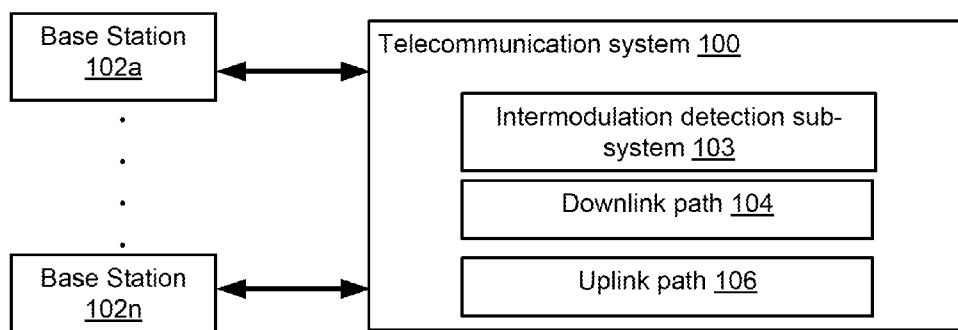 Base Station
102a
Telecommunication system 100
Intermodulation detection sub-
system 103
Downlink path 104
Base Station
102n
Uplink path 106